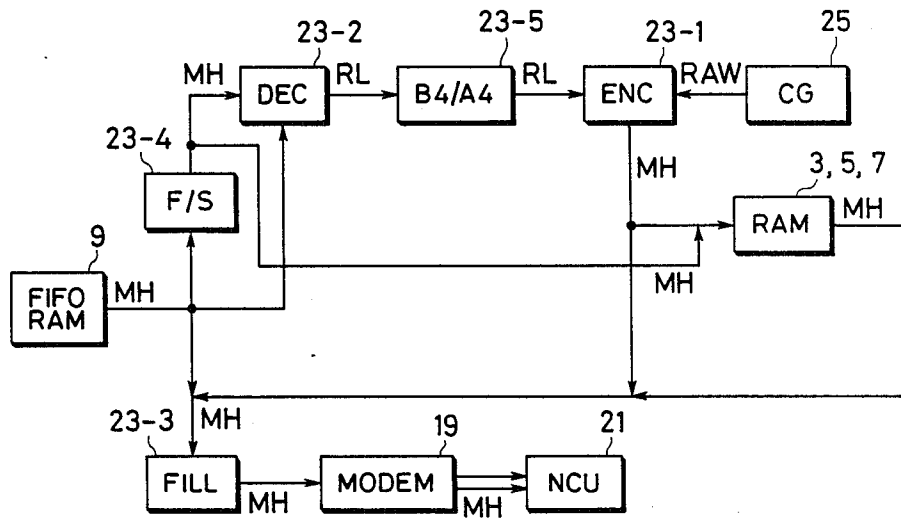 23-2
23-5
23-1
25
MH
DEC
RL
B4/A4
RL
ENC
RAW
CG
23-4
F/S
MH
3, 5, 7
RAM
MH
9
FIFO
RAM
MH
MH
23-3
MH
19
21
FILL
MH
MODEM
MH
NCU